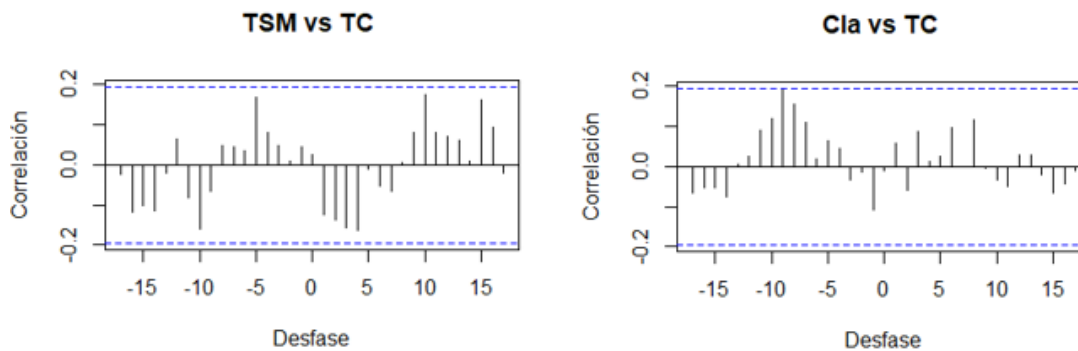 TSM vs TC
Correlación
0.2
0.0
-0.2
-15 -10 -5 0 5 10 15
Desfase
Cla vs TC
Correlación
0.2
0.0
-0.2
-15 -10 -5 0 5 10 15
Desfase